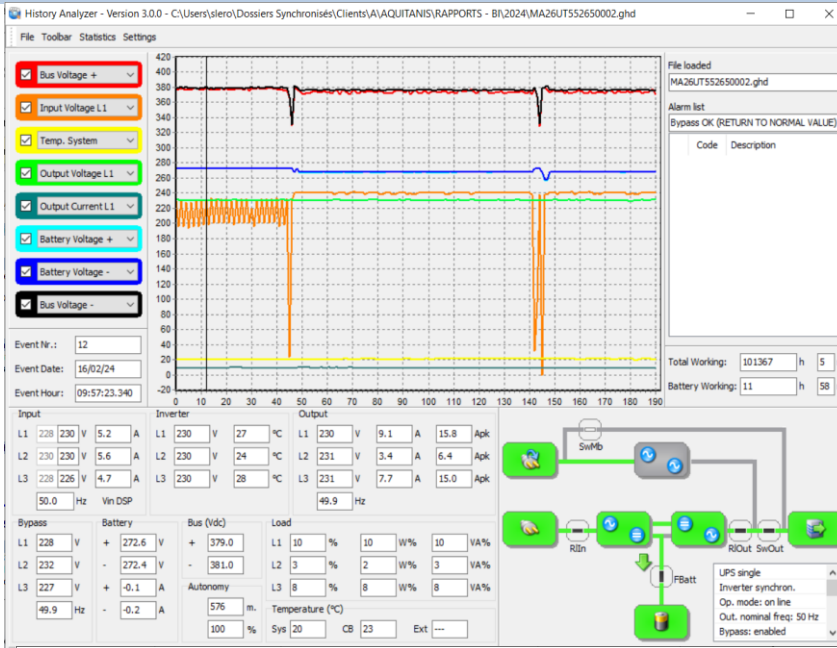 History Analyzer - Version 3.0.0 - C:\Users\slero\Dossiers Synchronisés\Clients\A\AQUITANIS\RAPPORTS - BI\2024\MA26UT552650002.ghd
File Toolbar Statistics Settings
Bus Voltage +
Input Voltage L1
Temp. System
Output Voltage L1
Output Current L1
Battery Voltage +
Battery Voltage -
Bus Voltage -
Event Nr.: 12
Event Date: 16/02/24
Event Hour: 09:57:23.340
420
400
380
360
340
320
300
280
260
240
220
200
180
160
140
120
100
80
60
40
20
0
-20
0 10 20 30 40 50 60 70 80 90 100 110 120 130 140 150 160 170 180 190
File loaded
MA26UT552650002.ghd
Alarm list
Bypass OK (RETURN TO NORMAL VALUE)
Code Description
Total Working: 101367 h 5
Battery Working: 11 h 58
Input
L1 228 230 V 5.2 A
L2 230 230 V 5.6 A
L3 228 226 V 4.7 A
50.0 Hz Vin DSP
Inverter
L1 230 V 27 °C
L2 230 V 24 °C
L3 230 V 28 °C
Output
L1 230 V 9.1 A 15.8 Apk
L2 231 V 3.4 A 6.4 Apk
L3 231 V 7.7 A 15.0 Apk
49.9 Hz
Bypass
L1 228 V
L2 232 V
L3 227 V
49.9 Hz
Battery
+ 272.6 V
- 272.4 V
+ -0.1 A
- -0.2 A
Bus (Vdc)
+ 379.0
- 381.0
Autonomy
576 m.
100 %
Load
L1 10 % 10 W% 10 VA%
L2 3 % 2 W% 3 VA%
L3 8 % 8 W% 8 VA%
Temperature (°C)
Sys 20 CB 23 Ext ---
SwMb
RIIn
RIOut SwOut
FBatt
UPS single
Inverter synchron.
Op. mode: on line
Out. nominal freq: 50 Hz
Bypass: enabled